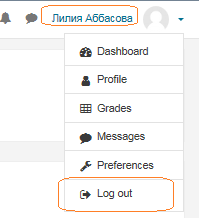 Лилия Аббасова
Dashboard
Profile
Grades
Messages
Preferences
Log out